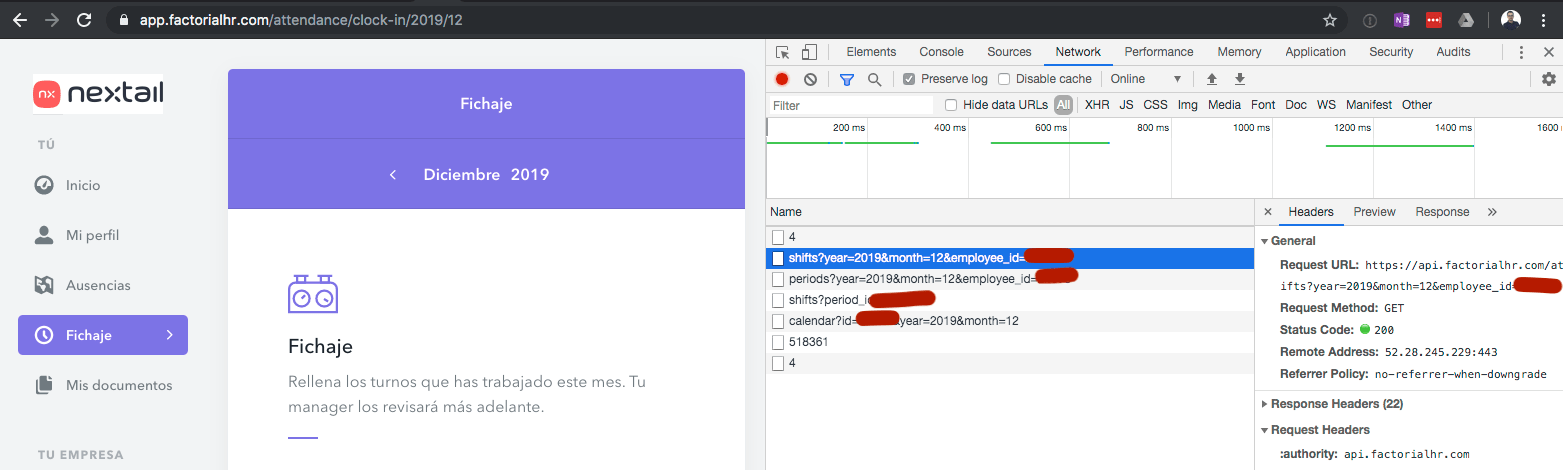 app.factorialhr.com/attendance/clock-in/2019/12
nx nextail
TÚ
Inicio
Mi perfil
Ausencias
Fichaje
Mis documentos
TU EMPRESA
Fichaje
Diciembre 2019
Fichaje
Rellena los turnos que has trabajado este mes. Tu
manager los revisará más adelante.
Elements Console Sources Network Performance Memory Application Security Audits
Preserve log Disable cache Online
Filter Hide data URLs All XHR JS CSS Img Media Font Doc WS Manifest Other
200 ms 400 ms 600 ms 800 ms 1000 ms 1200 ms 1400 ms 1600
Name
4
shifts?year=2019&month=12&employee_id=
periods?year=2019&month=12&employee_id=
shifts?period_i
calendar?id= year=2019&month=12
518361
4
Headers Preview Response
General
Request URL: https://api.factorialhr.com/at
ifts?year=2019&month=12&employee_id=
Request Method: GET
Status Code: 200
Remote Address: 52.28.245.229:443
Referrer Policy: no-referrer-when-downgrade
Response Headers (22)
Request Headers
:authority: api.factorialhr.com